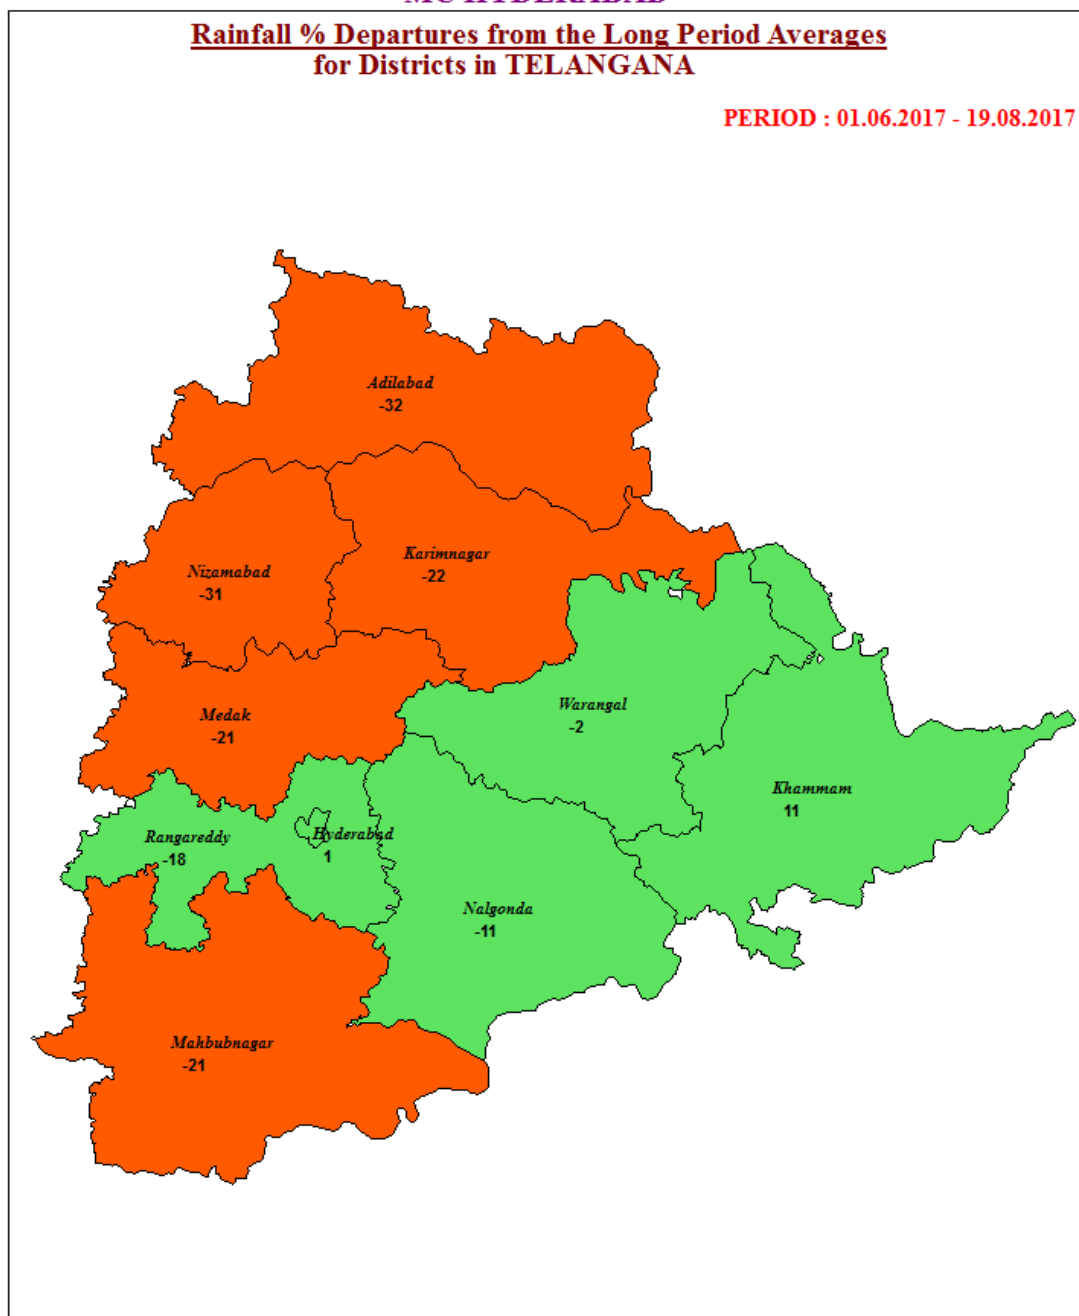 MC HYDERABAD
Rainfall % Departures from the Long Period Averages
for Districts in TELANGANA
PERIOD : 01.06.2017 - 19.08.2017
Adilabad
-32
Karimnagar
-22
Nizamabad
-31
Warangal
-2
Medak
-21
Khammam
11
Rangareddy
-18
Hyderabad
1
Nalgonda
-11
Mahbubnagar
-21